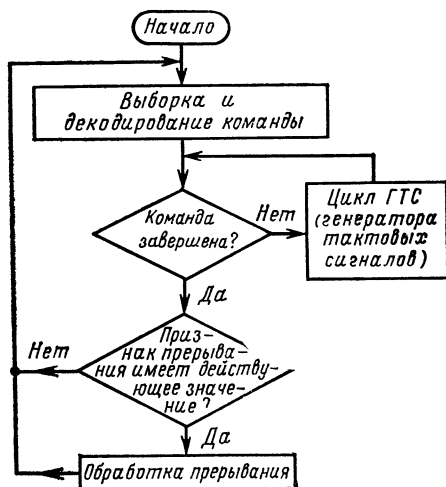 Начало
Выборка и
декодирование команды
Команда
завершена?
Нет
Цикл ГТС
(генератора
тактовых
сигналов)
Да
Приз-
нак прерыва-
ния имеет действу-
ющее значе-
ние?
Нет
Да
Обработка прерывания